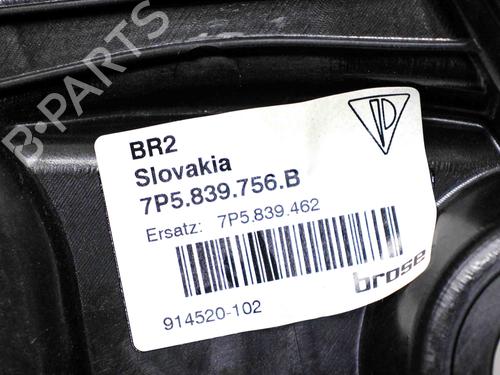 B-PARTS
BR2
Slovakia
7P5.839.756.B
Ersatz: 7P5.839.462
914520-102
brose